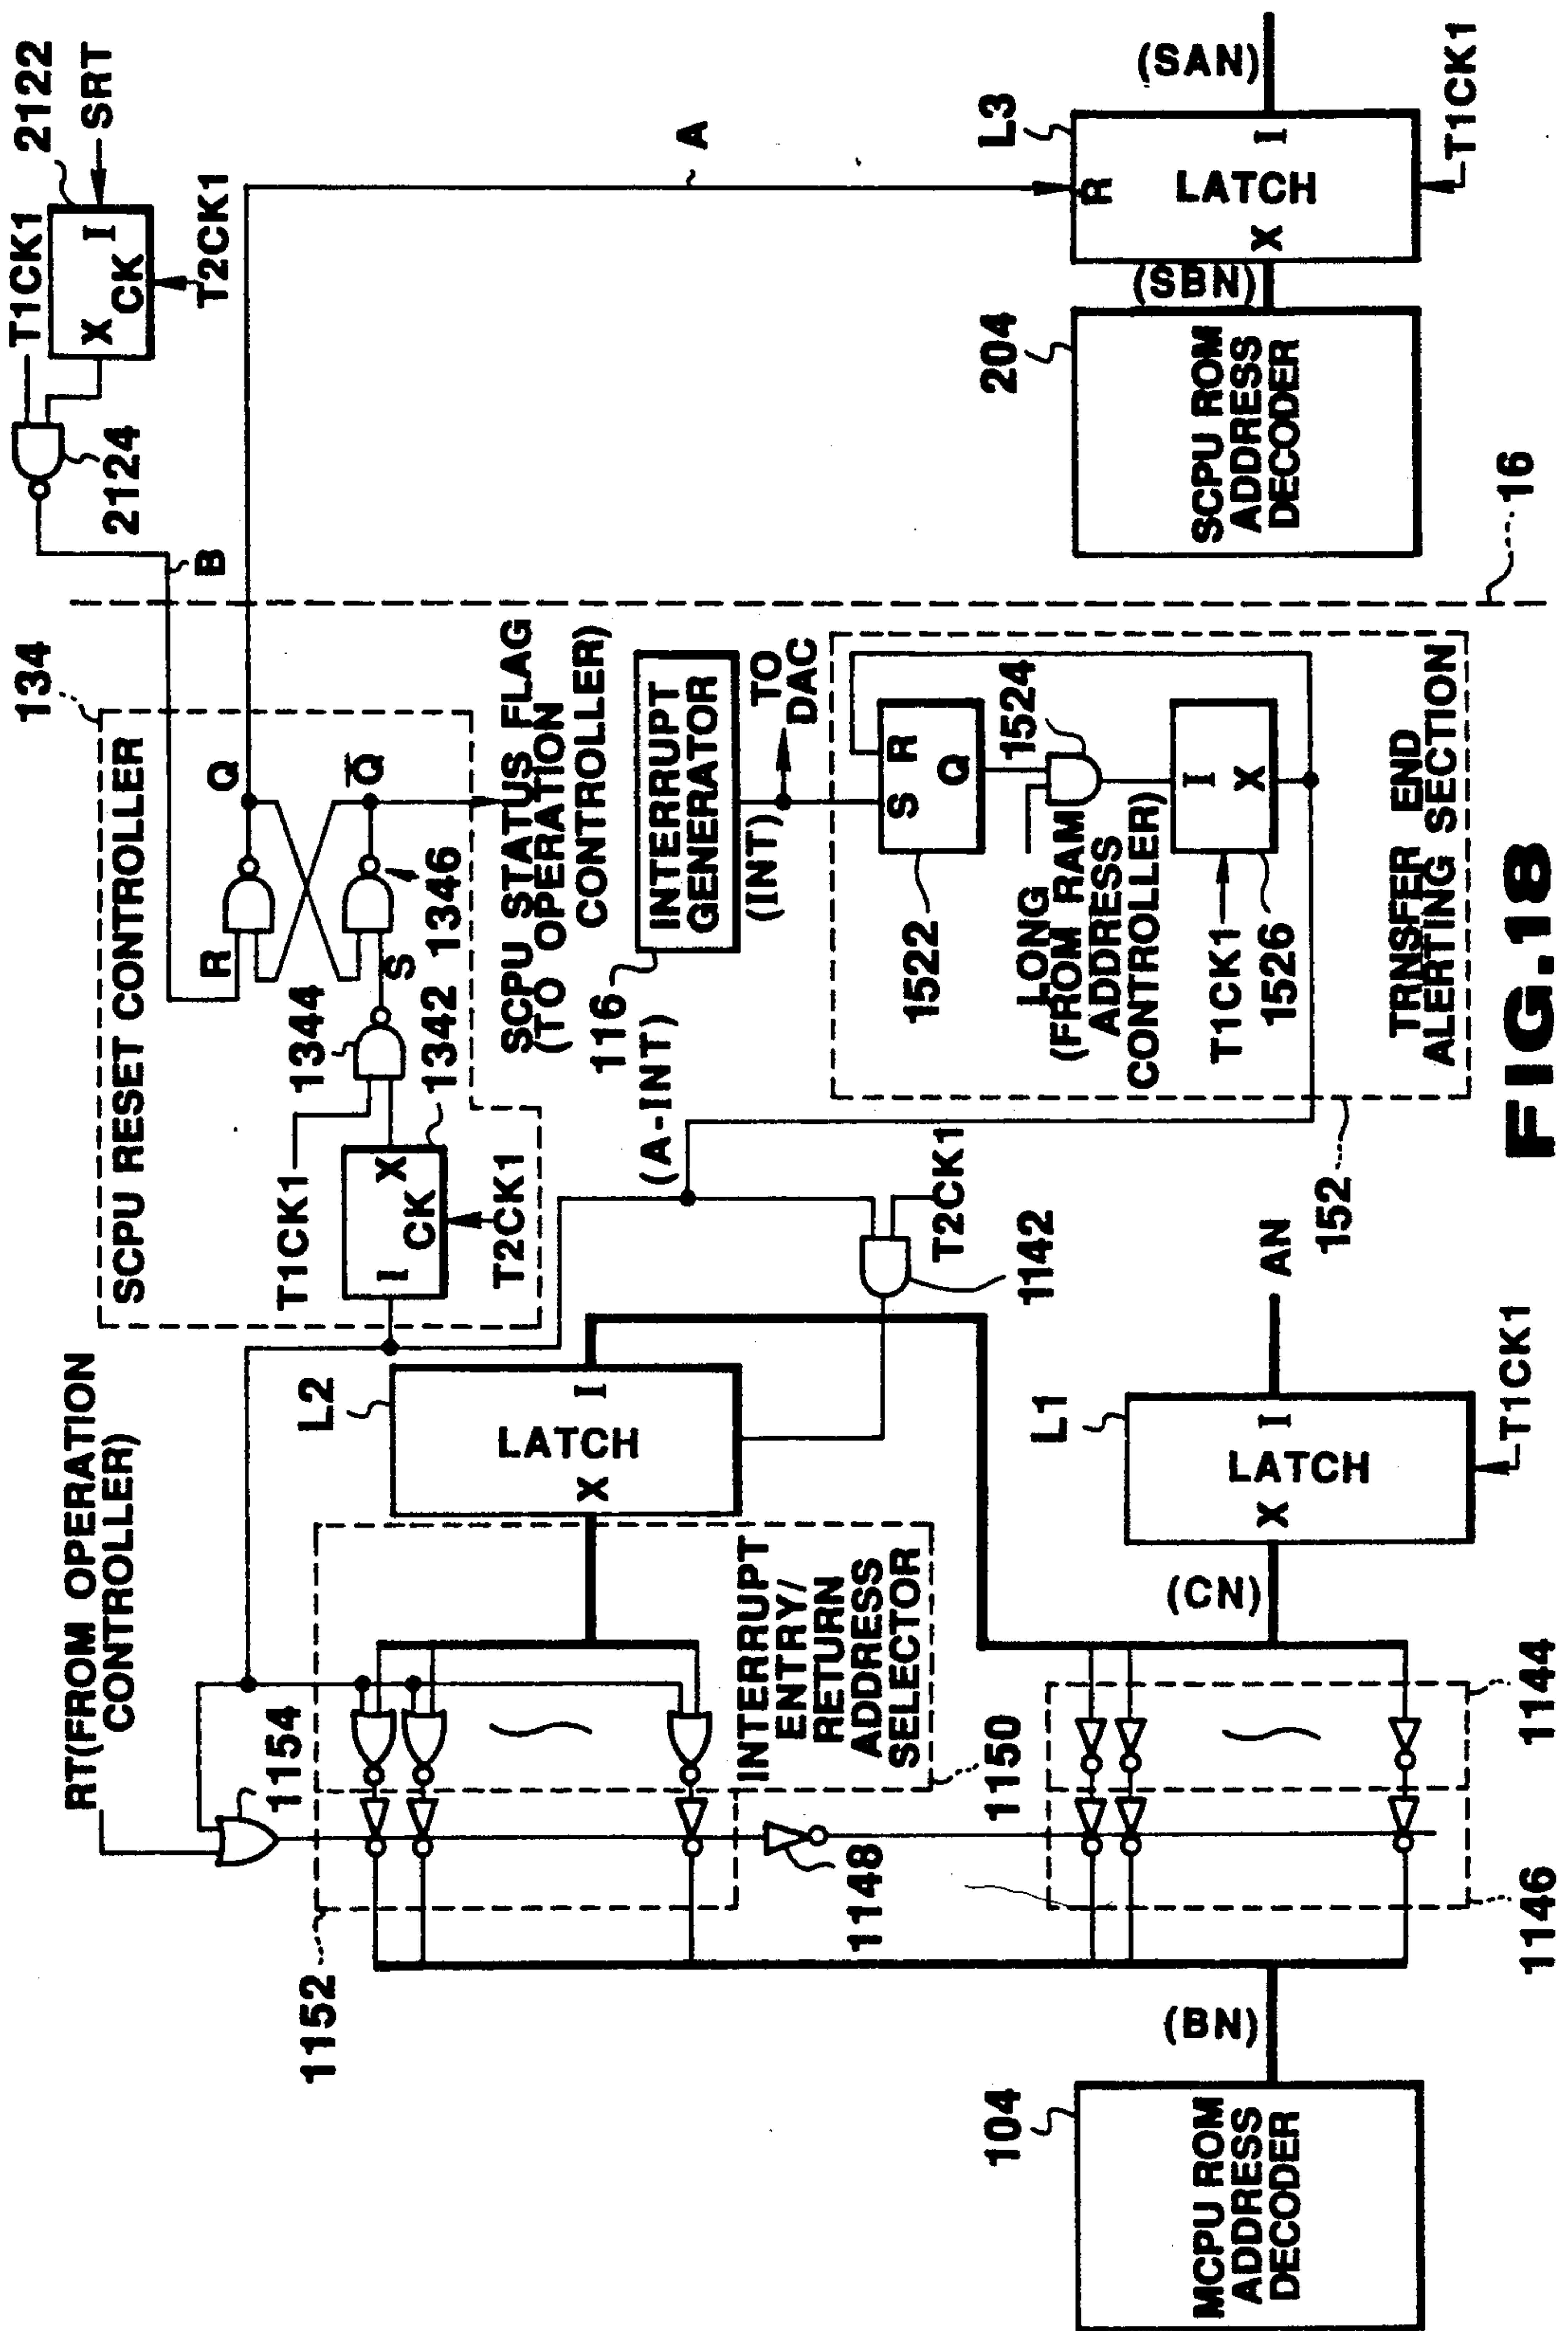 RT(FROM OPERATION
CONTROLLER)
1154
1152
L2
LATCH
I
X
INTERRUPT
ENTRY/
RETURN
ADDRESS
SELECTOR
1150
1148
SCPU RESET CONTROLLER
134
T1CK1
1344
1342
I
X
CK
T2CK1
R
S
Q
Q̅
1346
SCPU STATUS FLAG
(TO OPERATION
CONTROLLER)
B
2124
T1CK1
2122
X
I
CK
SRT
T2CK1
A
116
INTERRUPT
GENERATOR
(INT)
TO
DAC
(A-INT)
T2CK1
1142
1522
S
R
Q
1524
LONG
(FROM RAM
ADDRESS
CONTROLLER)
T1CK1
I
X
1526
TRNSFER END
ALERTING SECTION
152
104
MCPU ROM
ADDRESS
DECODER
(BN)
1146
1144
(CN)
L1
LATCH
X
I
AN
T1CK1
204
SCPU ROM
ADDRESS
DECODER
(SBN)
L3
R
LATCH
X
I
(SAN)
T1CK1
16
FIG.18